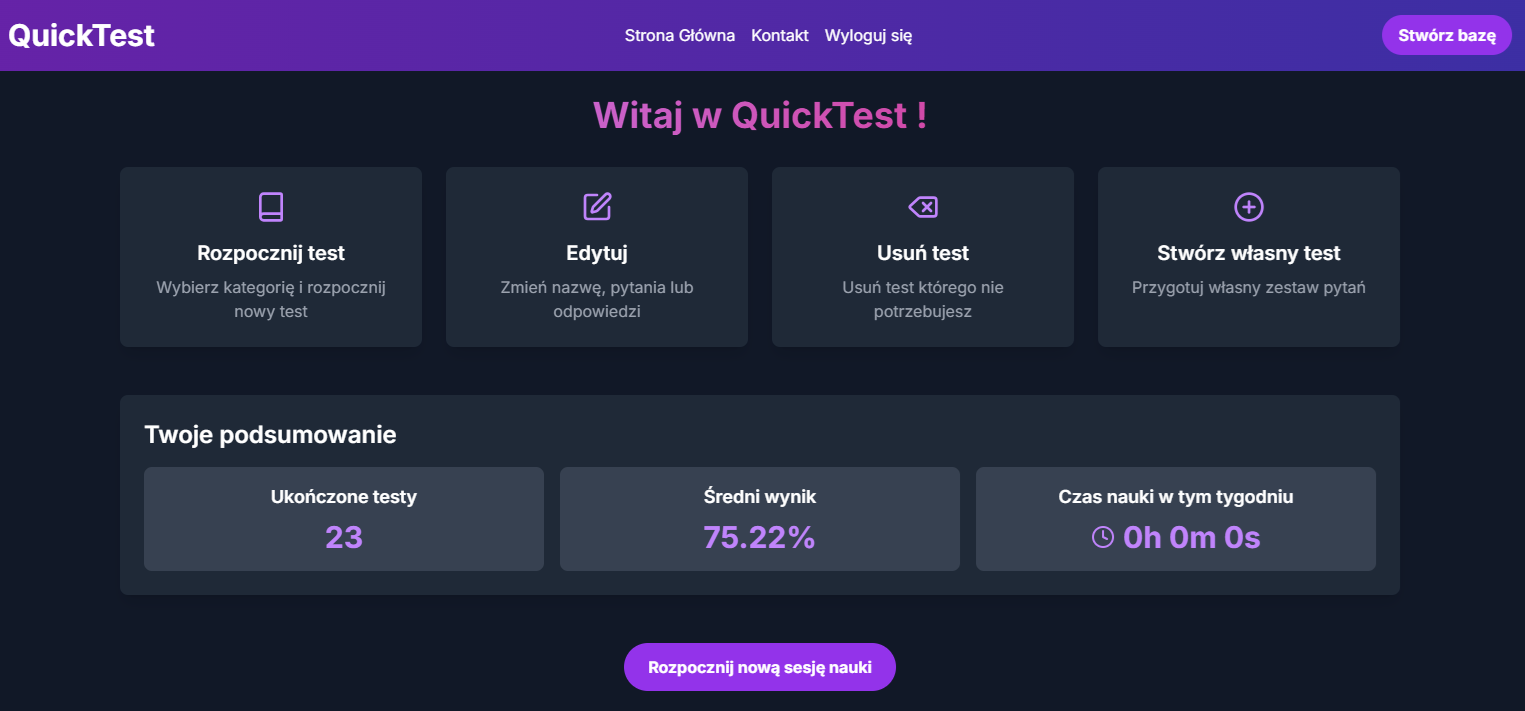 QuickTest
Strona Główna Kontakt Wyloguj się
Stwórz bazę
Witaj w QuickTest !
Rozpocznij test
Wybierz kategorię i rozpocznij
nowy test
Edytuj
Zmień nazwę, pytania lub
odpowiedzi
Usuń test
Usuń test którego nie
potrzebujesz
Stwórz własny test
Przygotuj własny zestaw pytań
Twoje podsumowanie
Ukończone testy
23
Średni wynik
75.22%
Czas nauki w tym tygodniu
0h 0m 0s
Rozpocznij nową sesję nauki